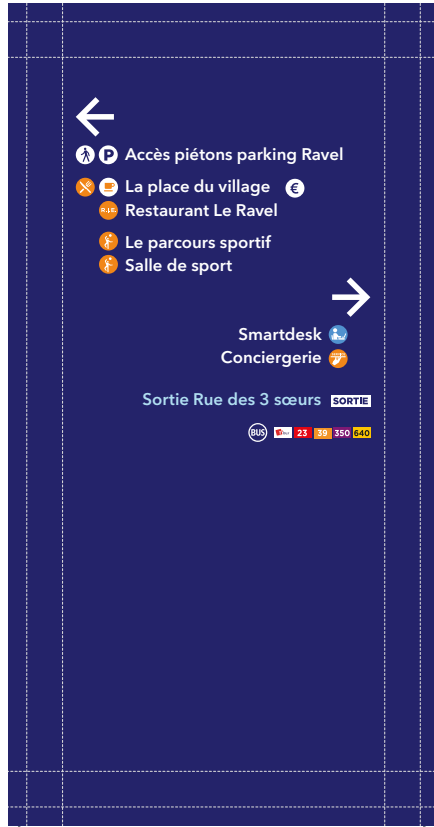 P Accès piétons parking Ravel
La place du village €
R.I.E. Restaurant Le Ravel
Le parcours sportif
Salle de sport
Smartdesk
Conciergerie
Sortie Rue des 3 sœurs SORTIE
BUS 23 39 350 640